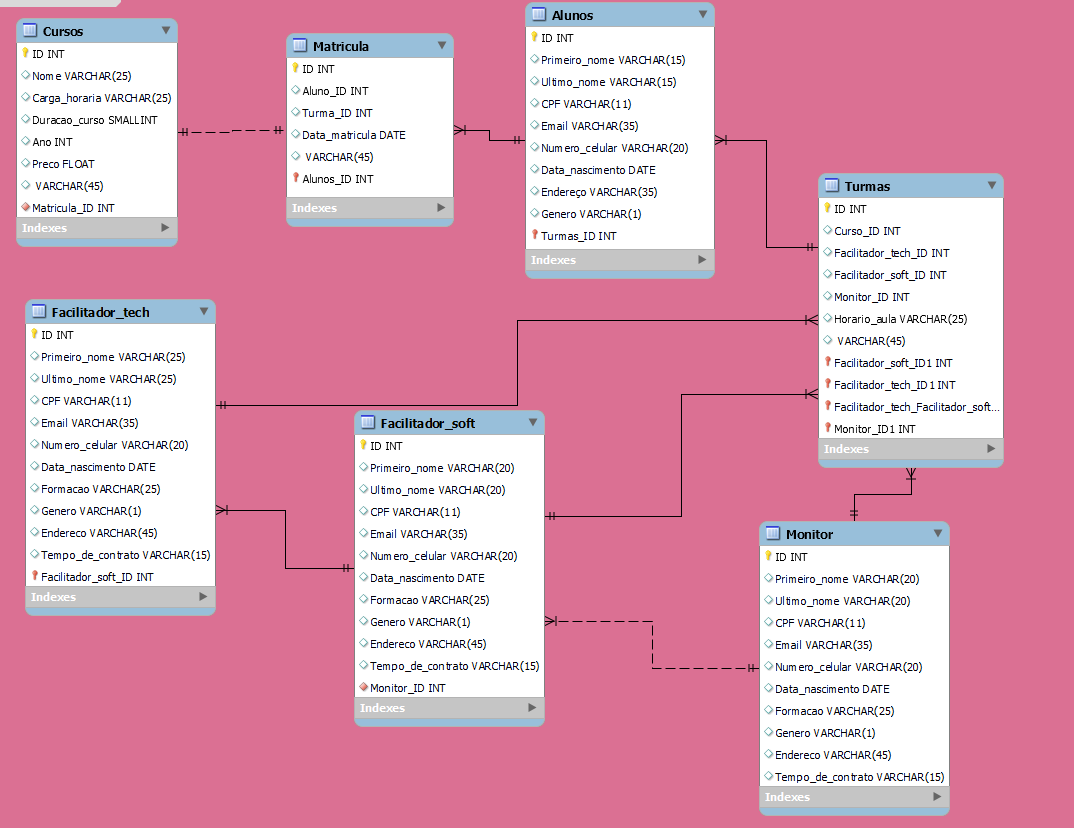 Cursos
ID INT
Nome VARCHAR(25)
Carga_horaria VARCHAR(25)
Duracao_curso SMALLINT
Ano INT
Preco FLOAT
VARCHAR(45)
Matricula_ID INT
Indexes
Matricula
ID INT
Aluno_ID INT
Turma_ID INT
Data_matricula DATE
VARCHAR(45)
Alunos_ID INT
Indexes
Alunos
ID INT
Primeiro_nome VARCHAR(15)
Ultimo_nome VARCHAR(15)
CPF VARCHAR(11)
Email VARCHAR(35)
Numero_celular VARCHAR(20)
Data_nascimento DATE
Endereço VARCHAR(35)
Genero VARCHAR(1)
Turmas_ID INT
Indexes
Turmas
ID INT
Curso_ID INT
Facilitador_tech_ID INT
Facilitador_soft_ID INT
Monitor_ID INT
Horario_aula VARCHAR(25)
VARCHAR(45)
Facilitador_soft_ID1 INT
Facilitador_tech_ID1 INT
Facilitador_tech_Facilitador_soft...
Monitor_ID1 INT
Indexes
Facilitador_tech
ID INT
Primeiro_nome VARCHAR(25)
Ultimo_nome VARCHAR(25)
CPF VARCHAR(11)
Email VARCHAR(35)
Numero_celular VARCHAR(20)
Data_nascimento DATE
Formacao VARCHAR(25)
Genero VARCHAR(1)
Endereco VARCHAR(45)
Tempo_de_contrato VARCHAR(15)
Facilitador_soft_ID INT
Indexes
Facilitador_soft
ID INT
Primeiro_nome VARCHAR(20)
Ultimo_nome VARCHAR(20)
CPF VARCHAR(11)
Email VARCHAR(35)
Numero_celular VARCHAR(20)
Data_nascimento DATE
Formacao VARCHAR(25)
Genero VARCHAR(1)
Endereco VARCHAR(45)
Tempo_de_contrato VARCHAR(15)
Monitor_ID INT
Indexes
Monitor
ID INT
Primeiro_nome VARCHAR(20)
Ultimo_nome VARCHAR(20)
CPF VARCHAR(11)
Email VARCHAR(35)
Numero_celular VARCHAR(20)
Data_nascimento DATE
Formacao VARCHAR(25)
Genero VARCHAR(1)
Endereco VARCHAR(45)
Tempo_de_contrato VARCHAR(15)
Indexes